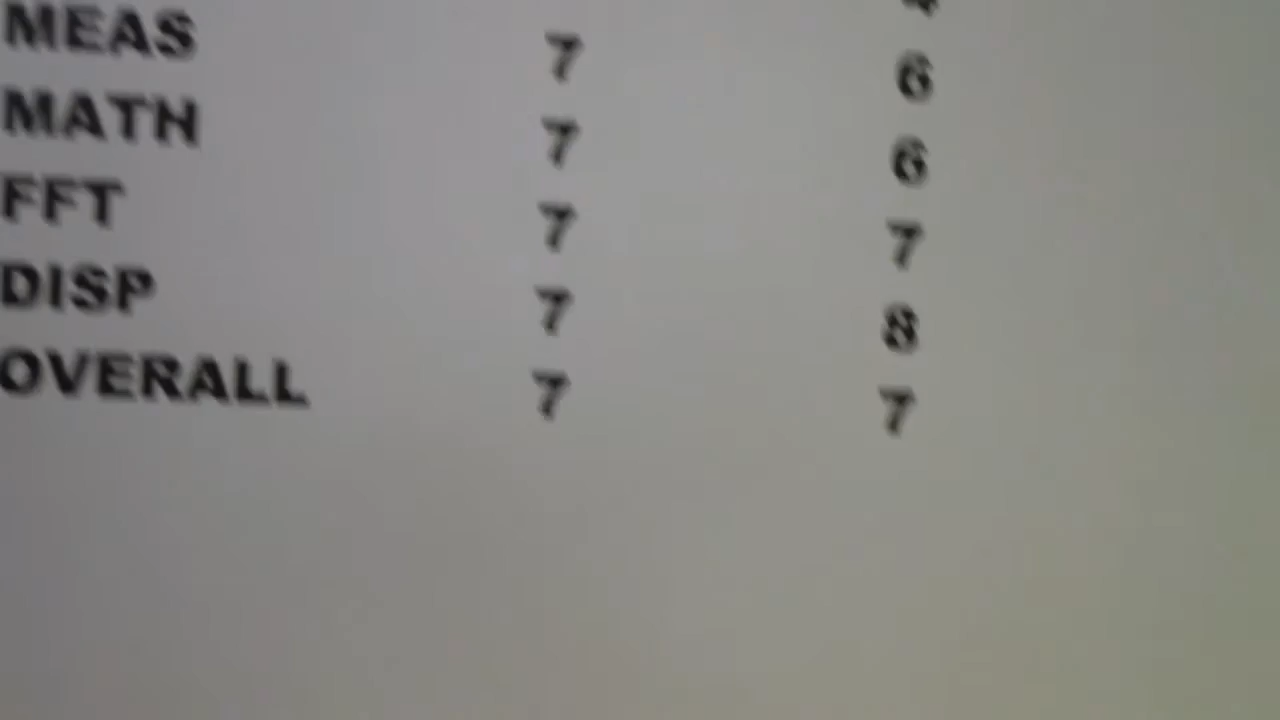 MEAS 7 6
MATH 7 6
FFT 7 7
DISP 7 8
OVERALL 7 7